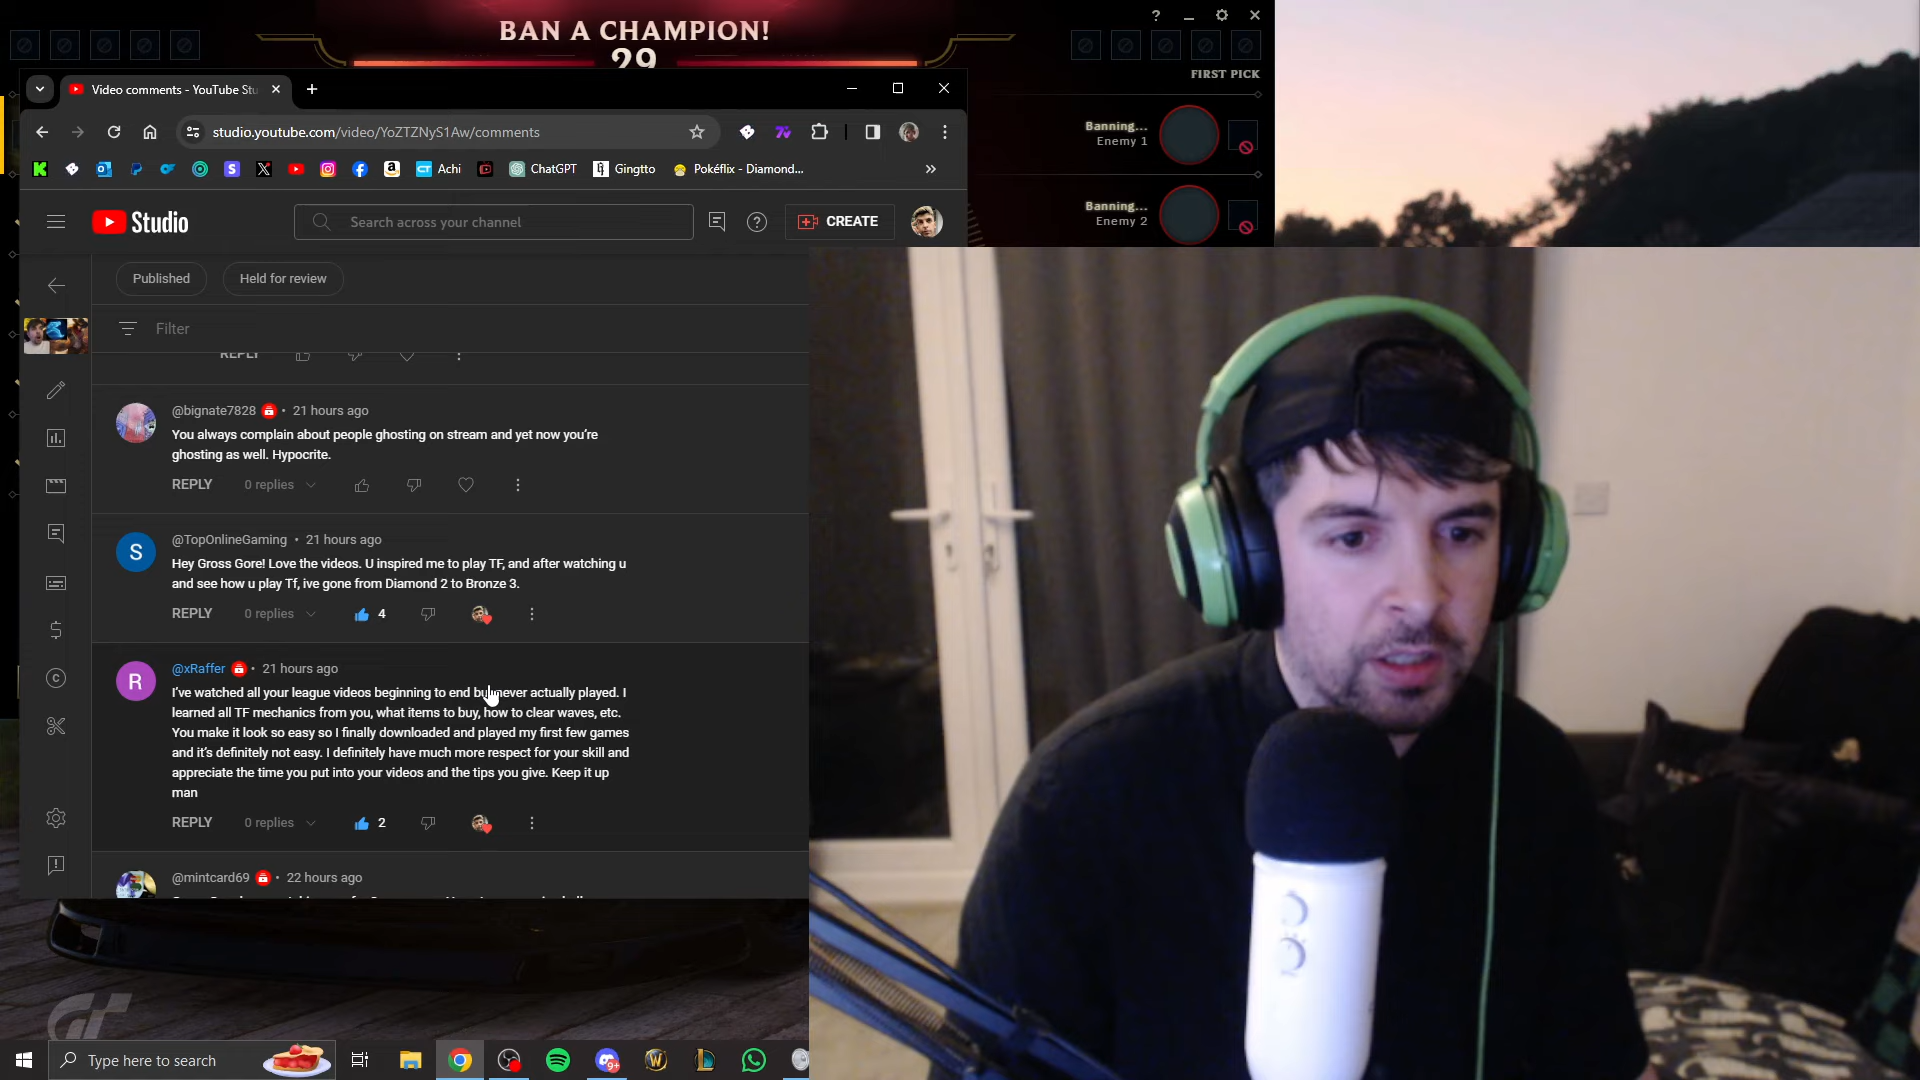 BAN A CHAMPION!
29
FIRST PICK
Banning...
Enemy 1
Banning...
Enemy 2
Video comments - YouTube Stu
studio.youtube.com/video/YoZTZNyS1Aw/comments
Achi
ChatGPT
Gingtto
Pokéflix - Diamond...
Studio
Search across your channel
CREATE
Published
Held for review
Filter
REPLY
@bignate7828 • 21 hours ago
You always complain about people ghosting on stream and yet now you're
ghosting as well. Hypocrite.
REPLY 0 replies
S
@TopOnlineGaming • 21 hours ago
Hey Gross Gore! Love the videos. U inspired me to play TF, and after watching u
and see how u play Tf, ive gone from Diamond 2 to Bronze 3.
REPLY 0 replies 4
R
@xRaffer • 21 hours ago
I've watched all your league videos beginning to end but never actually played. I
learned all TF mechanics from you, what items to buy, how to clear waves, etc.
You make it look so easy so I finally downloaded and played my first few games
and it's definitely not easy. I definitely have much more respect for your skill and
appreciate the time you put into your videos and the tips you give. Keep it up
man
REPLY 0 replies 2
@mintcard69 • 22 hours ago
GT
Type here to search
9+